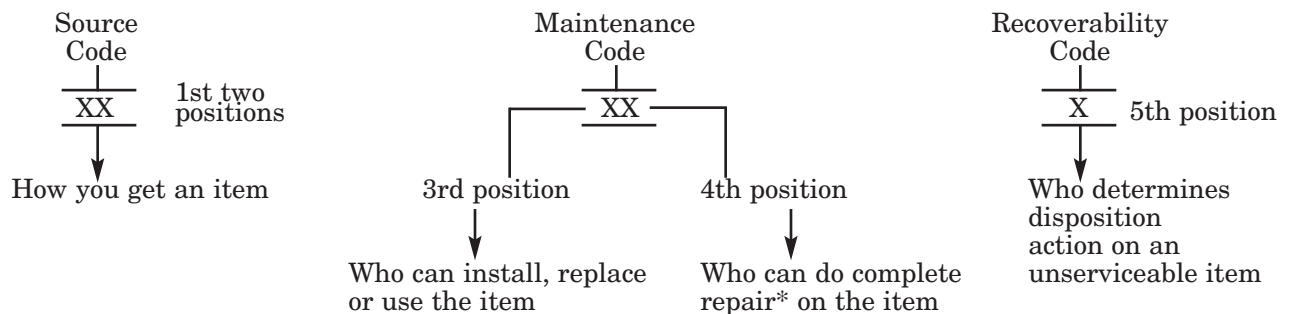 Source
Code
XX
1st two
positions
How you get an item
Maintenance
Code
XX
3rd position
Who can install, replace
or use the item
4th position
Who can do complete
repair* on the item
Recoverability
Code
X
5th position
Who determines
disposition
action on an
unserviceable item